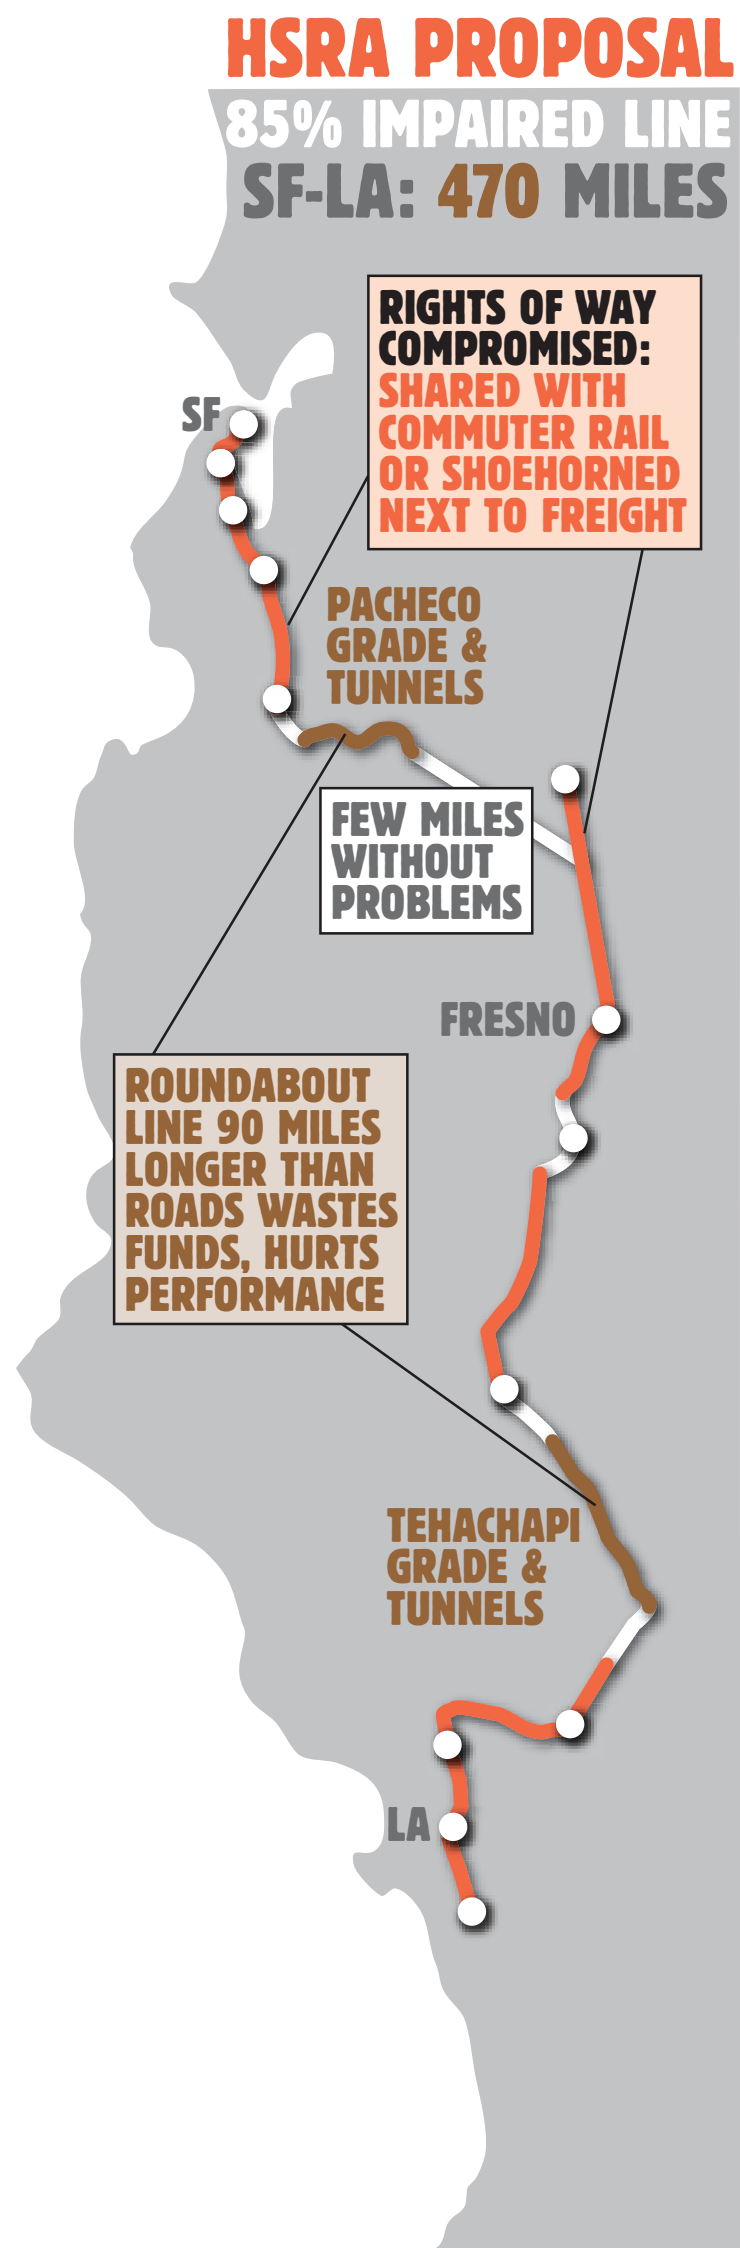 HSRA PROPOSAL
85% IMPAIRED LINE
SF-LA: 470 MILES
RIGHTS OF WAY
COMPROMISED:
SHARED WITH
COMMUTER RAIL
OR SHOEHORNED
NEXT TO FREIGHT
SF
PACHECO
GRADE &
TUNNELS
FEW MILES
WITHOUT
PROBLEMS
FRESNO
ROUNDABOUT
LINE 90 MILES
LONGER THAN
ROADS WASTES
FUNDS, HURTS
PERFORMANCE
TEHACHAPI
GRADE &
TUNNELS
LA